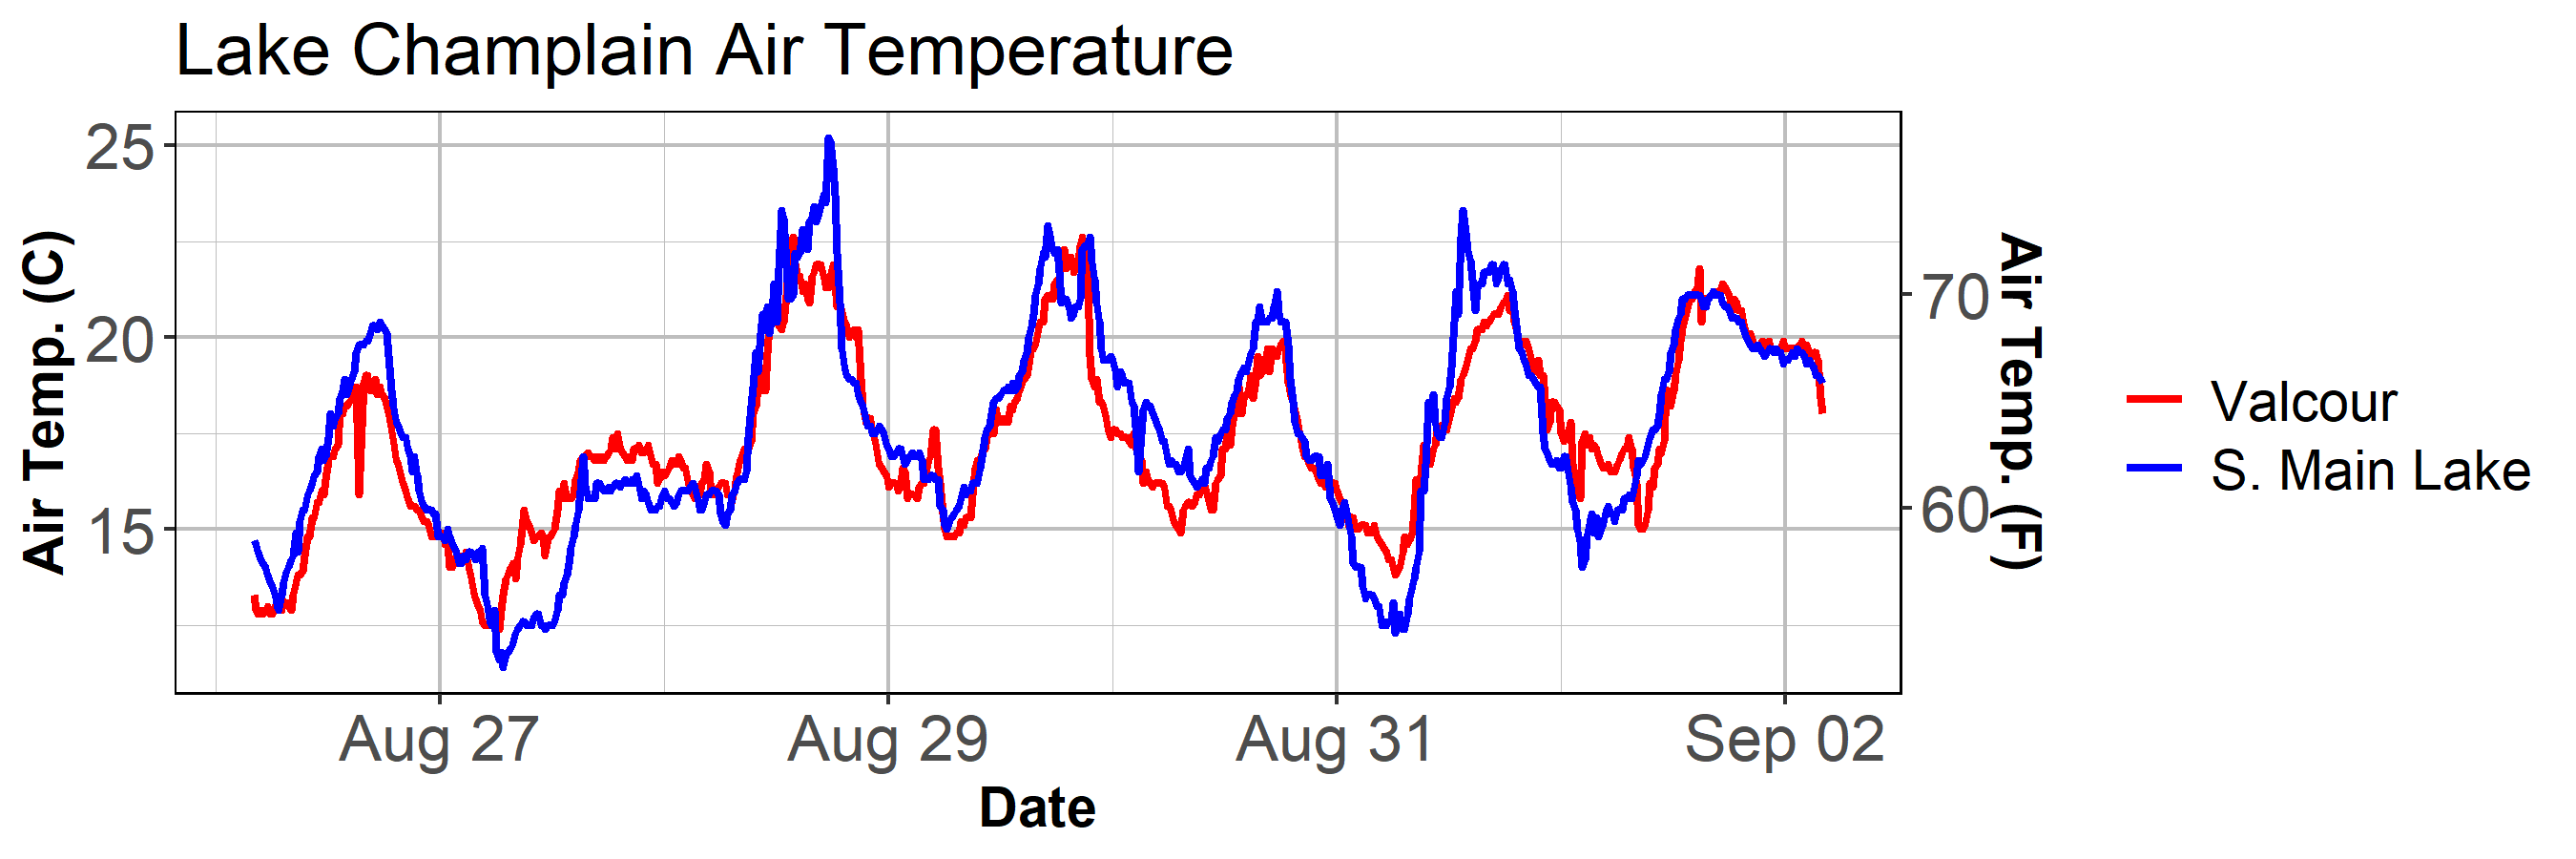 Lake Champlain Air Temperature
Air Temp. (C)
25
20
15
Aug 27
Aug 29
Aug 31
Sep 02
Date
70
60
Air Temp. (F)
Valcour
S. Main Lake